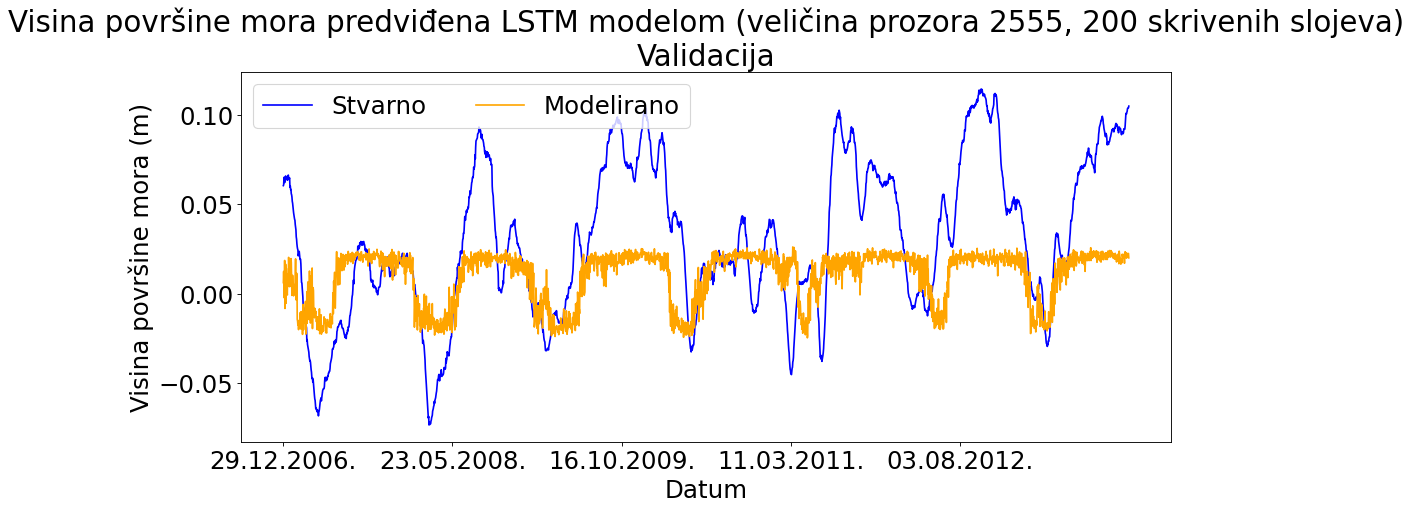 Visina površine mora predviđena LSTM modelom (veličina prozora 2555, 200 skrivenih slojeva)
Validacija
Stvarno
Modelirano
Visina površine mora (m)
0.10
0.05
0.00
−0.05
29.12.2006.
23.05.2008.
16.10.2009.
11.03.2011.
03.08.2012.
Datum